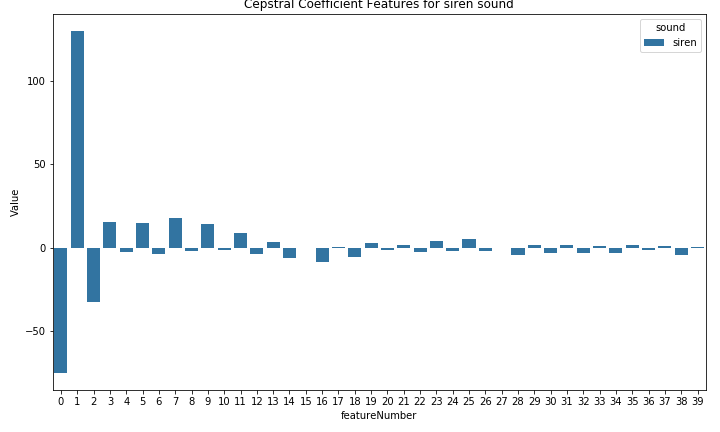 Cepstral Coefficient Features for siren sound
sound
siren
100
50
0
−50
Value
0 1 2 3 4 5 6 7 8 9 10 11 12 13 14 15 16 17 18 19 20 21 22 23 24 25 26 27 28 29 30 31 32 33 34 35 36 37 38 39
featureNumber